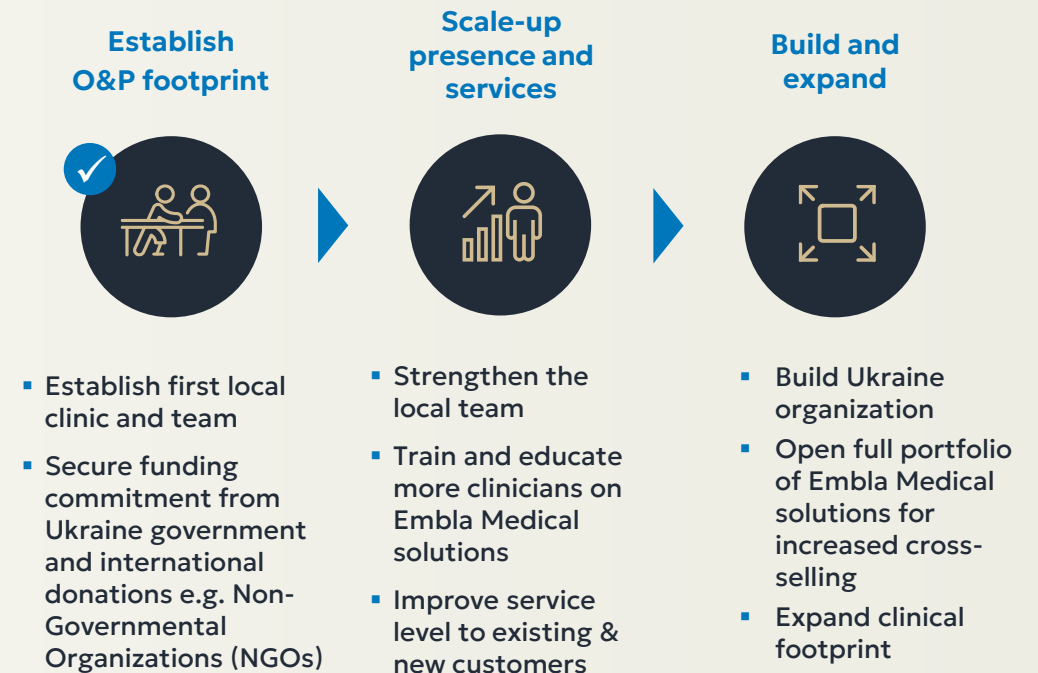 Establish
O&P footprint
Establish first local
clinic and team
Secure funding
commitment from
Ukraine government
and international
donations e.g. Non-
Governmental
Organizations (NGOs)
Scale-up
presence and
services
Strengthen the
local team
Train and educate
more clinicians on
Embla Medical
solutions
Improve service
level to existing &
new customers
Build and
expand
Build Ukraine
organization
Open full portfolio
of Embla Medical
solutions for
increased cross-
selling
Expand clinical
footprint